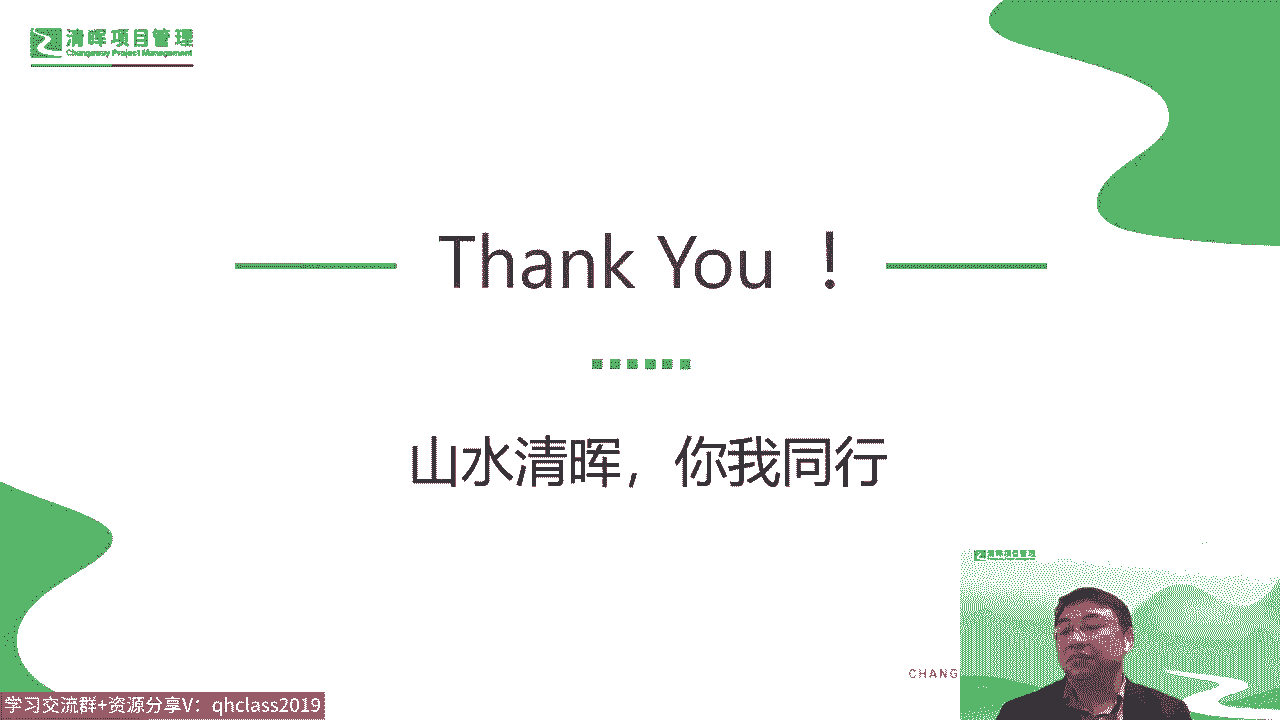 清晖项目管理
Changeway Project Management
Thank You ！
山水清晖，你我同行
清晖项目管理
CHANG
学习交流群+资源分享V：qhclass2019